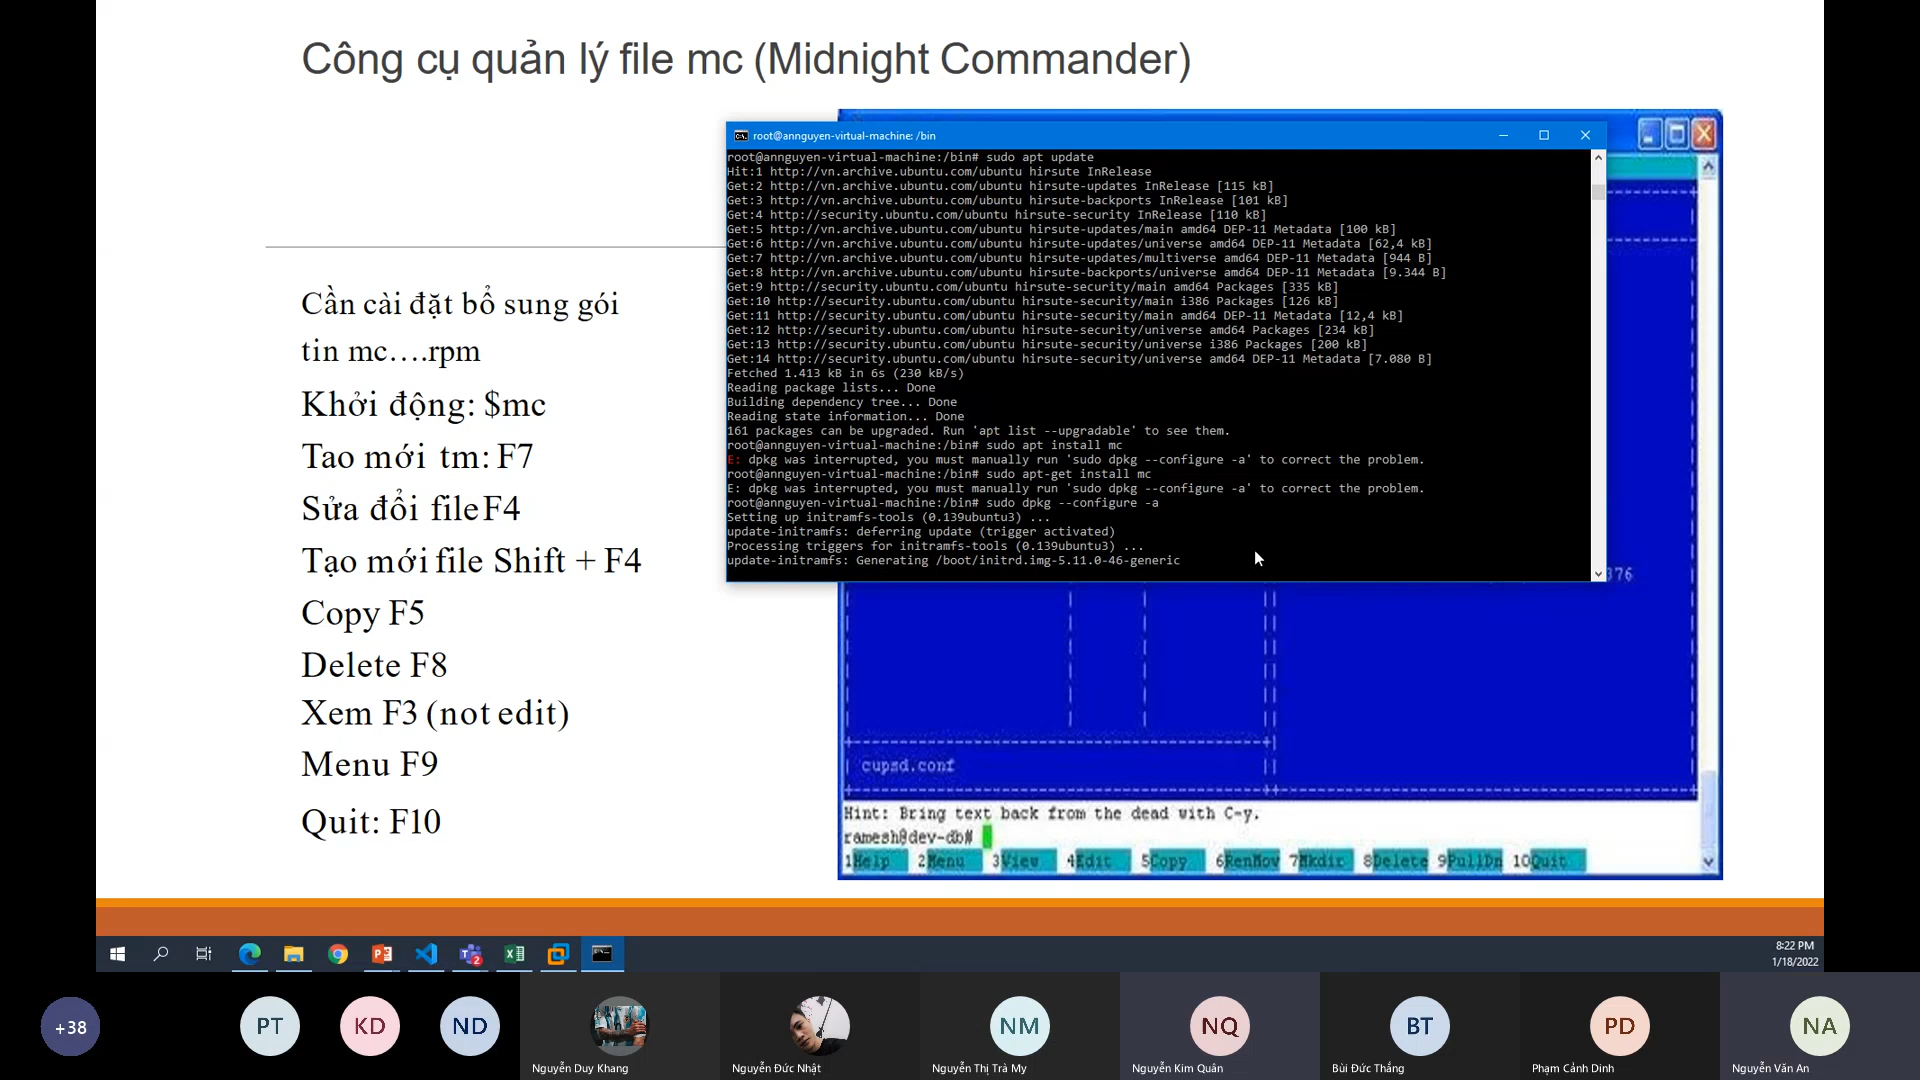 Công cụ quản lý file mc (Midnight Commander)
Cần cài đặt bổ sung gói
tin mc....rpm
Khởi động: $mc
Tao mới tm: F7
Sửa đổi file F4
Tạo mới file Shift + F4
Copy F5
Delete F8
Xem F3 (not edit)
Menu F9
Quit: F10
root@annguyen-virtual-machine: /bin
root@annguyen-virtual-machine:/bin# sudo apt update
Hit:1 http://vn.archive.ubuntu.com/ubuntu hirsute InRelease
Get:2 http://vn.archive.ubuntu.com/ubuntu hirsute-updates InRelease [115 kB]
Get:3 http://vn.archive.ubuntu.com/ubuntu hirsute-backports InRelease [101 kB]
Get:4 http://security.ubuntu.com/ubuntu hirsute-security InRelease [110 kB]
Get:5 http://vn.archive.ubuntu.com/ubuntu hirsute-updates/main amd64 DEP-11 Metadata [100 kB]
Get:6 http://vn.archive.ubuntu.com/ubuntu hirsute-updates/universe amd64 DEP-11 Metadata [62,4 kB]
Get:7 http://vn.archive.ubuntu.com/ubuntu hirsute-updates/multiverse amd64 DEP-11 Metadata [944 B]
Get:8 http://vn.archive.ubuntu.com/ubuntu hirsute-backports/universe amd64 DEP-11 Metadata [9.344 B]
Get:9 http://security.ubuntu.com/ubuntu hirsute-security/main amd64 Packages [335 kB]
Get:10 http://security.ubuntu.com/ubuntu hirsute-security/main i386 Packages [126 kB]
Get:11 http://security.ubuntu.com/ubuntu hirsute-security/main amd64 DEP-11 Metadata [12,4 kB]
Get:12 http://security.ubuntu.com/ubuntu hirsute-security/universe amd64 Packages [234 kB]
Get:13 http://security.ubuntu.com/ubuntu hirsute-security/universe i386 Packages [200 kB]
Get:14 http://security.ubuntu.com/ubuntu hirsute-security/universe amd64 DEP-11 Metadata [7.080 B]
Fetched 1.413 kB in 6s (230 kB/s)
Reading package lists... Done
Building dependency tree... Done
Reading state information... Done
161 packages can be upgraded. Run 'apt list --upgradable' to see them.
root@annguyen-virtual-machine:/bin# sudo apt install mc
E: dpkg was interrupted, you must manually run 'sudo dpkg --configure -a' to correct the problem.
root@annguyen-virtual-machine:/bin# sudo apt-get install mc
E: dpkg was interrupted, you must manually run 'sudo dpkg --configure -a' to correct the problem.
root@annguyen-virtual-machine:/bin# sudo dpkg --configure -a
Setting up initramfs-tools (0.139ubuntu3) ...
update-initramfs: deferring update (trigger activated)
Processing triggers for initramfs-tools (0.139ubuntu3) ...
update-initramfs: Generating /boot/initrd.img-5.11.0-46-generic
376
cupsd.conf
Hint: Bring text back from the dead with C-y.
ramesh@dev-db#
1Help 2Menu 3View 4Edit 5Copy 6RenMov 7Mkdir 8Delete 9PullDn 10Quit
8:22 PM
1/18/2022
+38
PT
KD
ND
NM
NQ
BT
PD
NA
Nguyễn Duy Khang
Nguyễn Đức Nhật
Nguyễn Thị Trà My
Nguyễn Kim Quân
Bùi Đức Thắng
Phạm Cảnh Dinh
Nguyễn Văn An